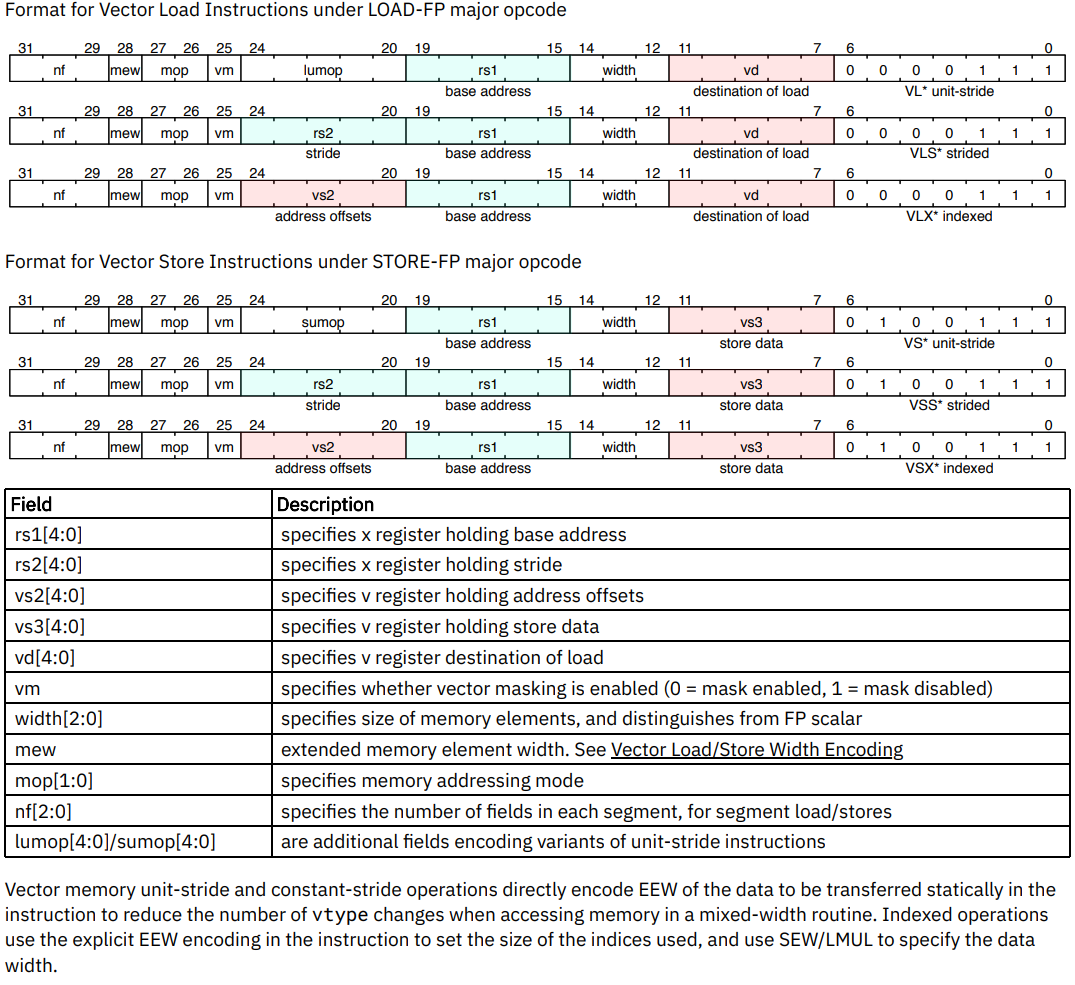 Format for Vector Load Instructions under LOAD-FP major opcode
31 29 28 27 26 25 24 20 19 15 14 12 11 7 6 0
nf mew mop vm lumop rs1 width vd 0 0 0 0 1 1 1
base address destination of load VL* unit-stride
31 29 28 27 26 25 24 20 19 15 14 12 11 7 6 0
nf mew mop vm rs2 rs1 width vd 0 0 0 0 1 1 1
stride base address destination of load VLS* strided
31 29 28 27 26 25 24 20 19 15 14 12 11 7 6 0
nf mew mop vm vs2 rs1 width vd 0 0 0 0 1 1 1
address offsets base address destination of load VLX* indexed
Format for Vector Store Instructions under STORE-FP major opcode
31 29 28 27 26 25 24 20 19 15 14 12 11 7 6 0
nf mew mop vm sumop rs1 width vs3 0 1 0 0 1 1 1
base address store data VS* unit-stride
31 29 28 27 26 25 24 20 19 15 14 12 11 7 6 0
nf mew mop vm rs2 rs1 width vs3 0 1 0 0 1 1 1
stride base address store data VSS* strided
31 29 28 27 26 25 24 20 19 15 14 12 11 7 6 0
nf mew mop vm vs2 rs1 width vs3 0 1 0 0 1 1 1
address offsets base address store data VSX* indexed
Field Description
rs1[4:0] specifies x register holding base address
rs2[4:0] specifies x register holding stride
vs2[4:0] specifies v register holding address offsets
vs3[4:0] specifies v register holding store data
vd[4:0] specifies v register destination of load
vm specifies whether vector masking is enabled (0 = mask enabled, 1 = mask disabled)
width[2:0] specifies size of memory elements, and distinguishes from FP scalar
mew extended memory element width. See Vector Load/Store Width Encoding
mop[1:0] specifies memory addressing mode
nf[2:0] specifies the number of fields in each segment, for segment load/stores
lumop[4:0]/sumop[4:0] are additional fields encoding variants of unit-stride instructions
Vector memory unit-stride and constant-stride operations directly encode EEW of the data to be transferred statically in the
instruction to reduce the number of vtype changes when accessing memory in a mixed-width routine. Indexed operations
use the explicit EEW encoding in the instruction to set the size of the indices used, and use SEW/LMUL to specify the data
width.